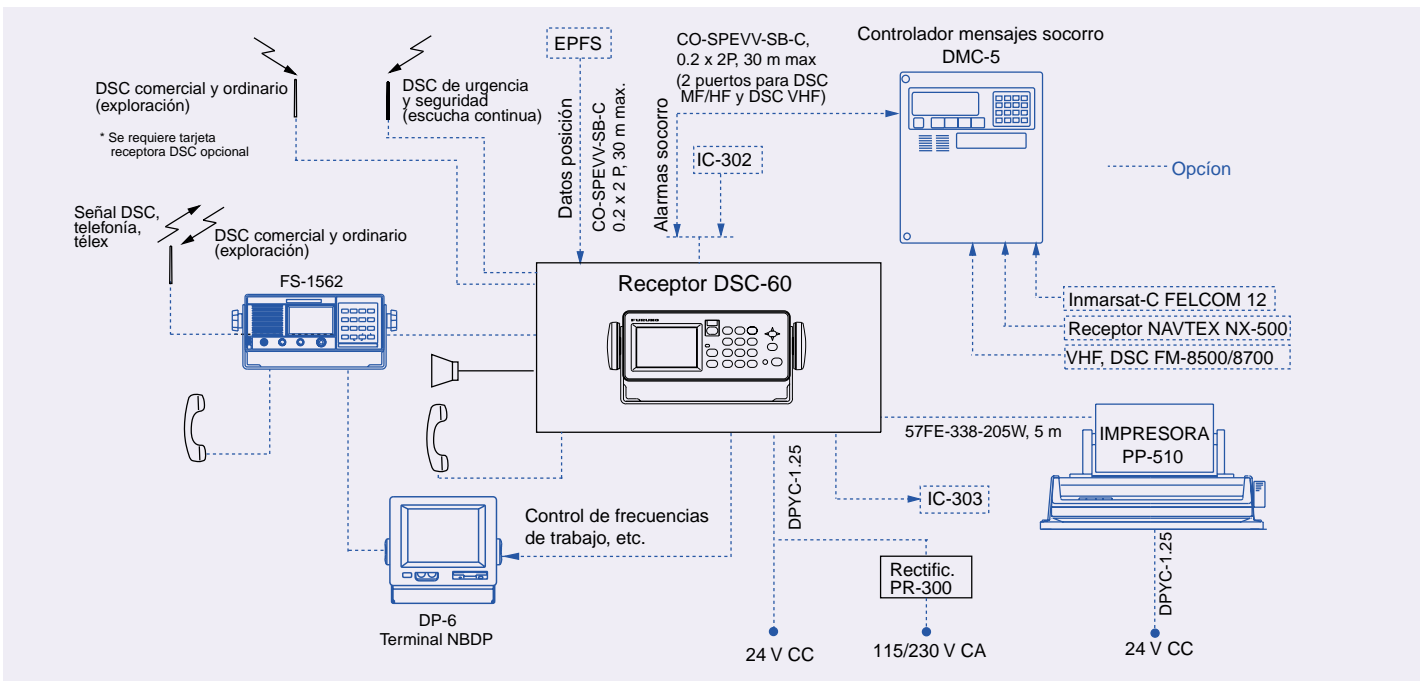 DSC comercial y ordinario
(exploración)
* Se requiere tarjeta
receptora DSC opcional
DSC de urgencia
y seguridad
(escucha continua)
EPFS
Datos posición
CO-SPEVV-SB-C
0.2 x 2 P, 30 m max.
CO-SPEVV-SB-C,
0.2 x 2P, 30 m max
(2 puertos para DSC
MF/HF y DSC VHF)
Alarmas socorro
IC-302
Controlador mensajes socorro
DMC-5
Opcíon
Señal DSC,
telefonía,
télex
DSC comercial y ordinario
(exploración)
FS-1562
Receptor DSC-60
FURUNO
Inmarsat-C FELCOM 12
Receptor NAVTEX NX-500
VHF, DSC FM-8500/8700
57FE-338-205W, 5 m
IMPRESORA
PP-510
DPYC-1.25
IC-303
Control de frecuencias
de trabajo, etc.
Rectific.
PR-300
DPYC-1.25
DP-6
Terminal NBDP
24 V CC
115/230 V CA
24 V CC